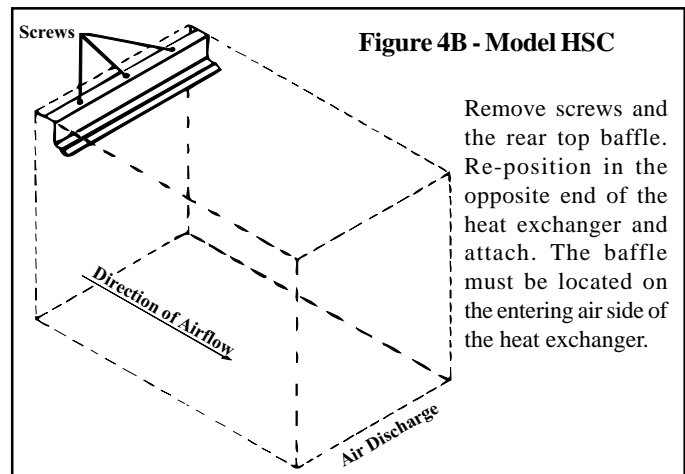 Screws
Figure 4B - Model HSC
Remove screws and
the rear top baffle.
Re-position in the
opposite end of the
heat exchanger and
attach. The baffle
must be located on
the entering air side of
the heat exchanger.
Direction of Airflow
Air Discharge